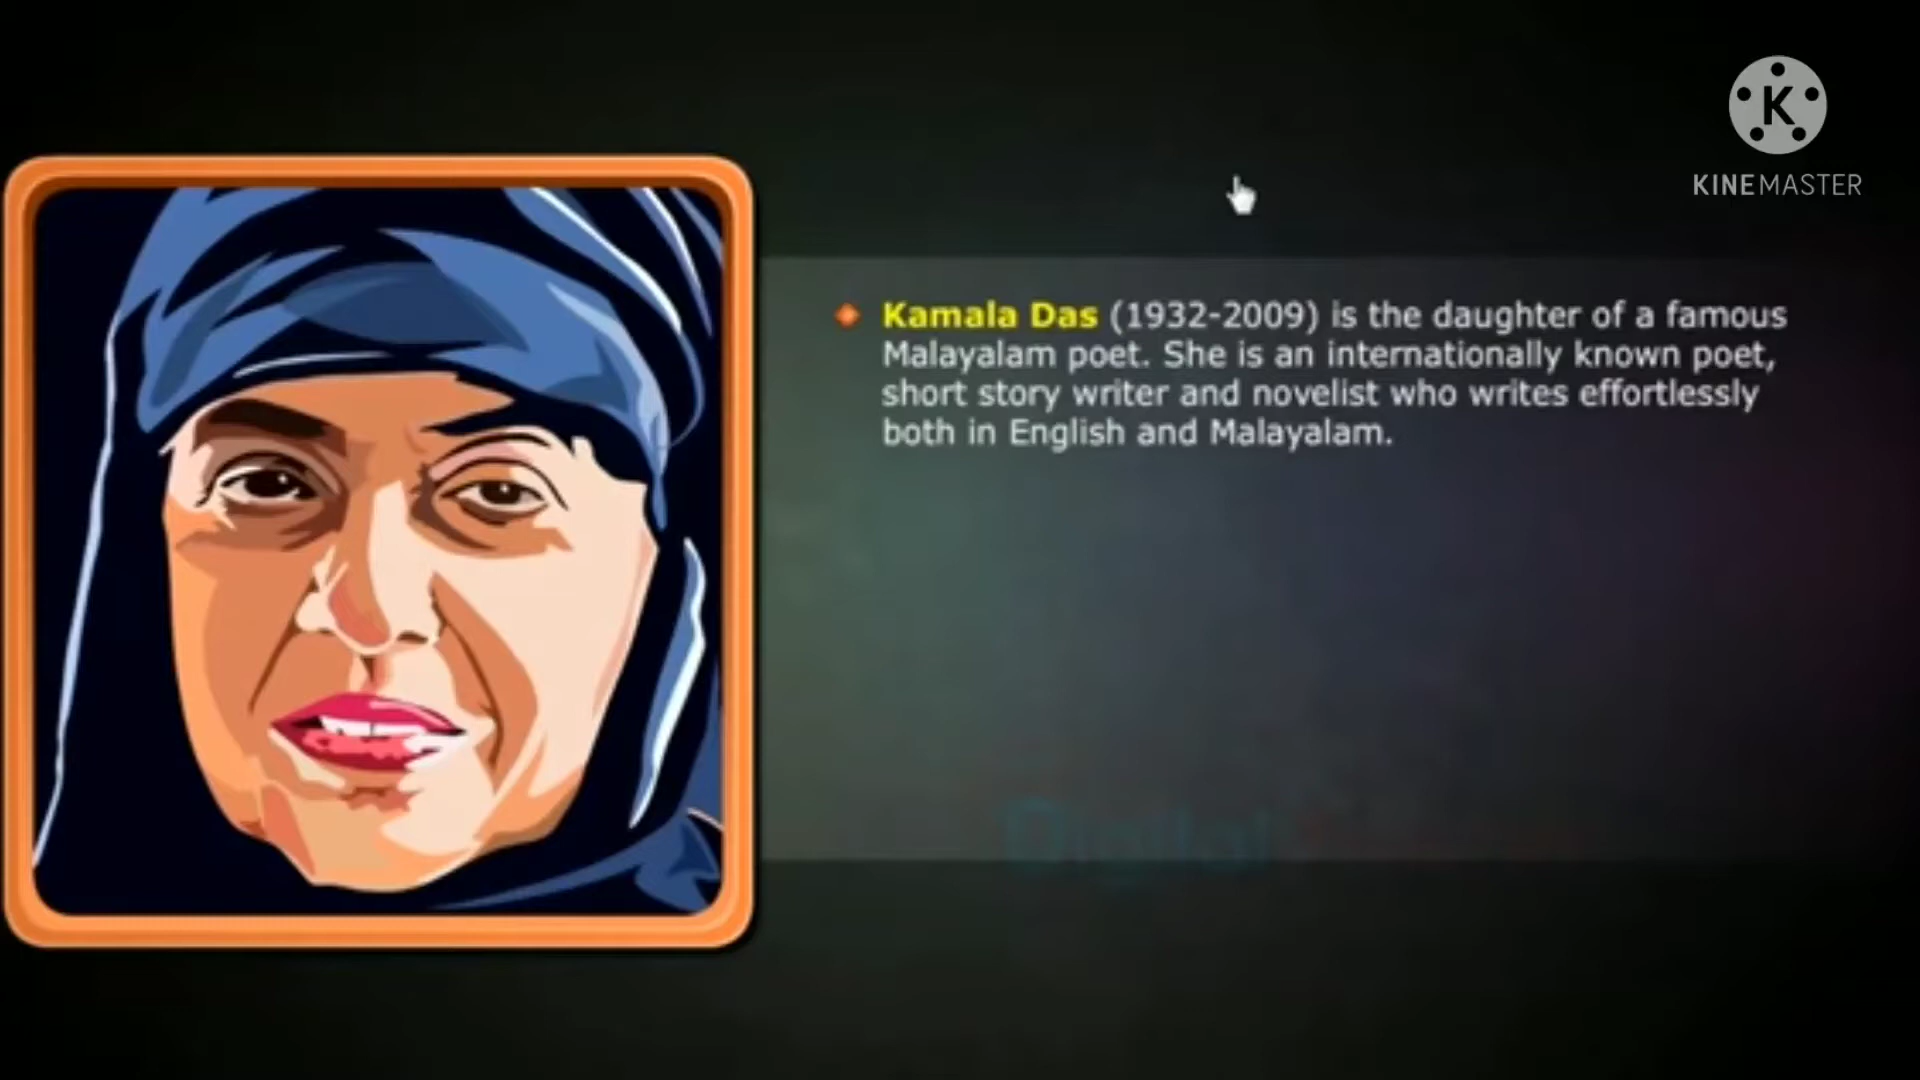 K
KINEMASTER
Kamala Das (1932-2009) is the daughter of a famous
Malayalam poet. She is an internationally known poet,
short story writer and novelist who writes effortlessly
both in English and Malayalam.
Digital